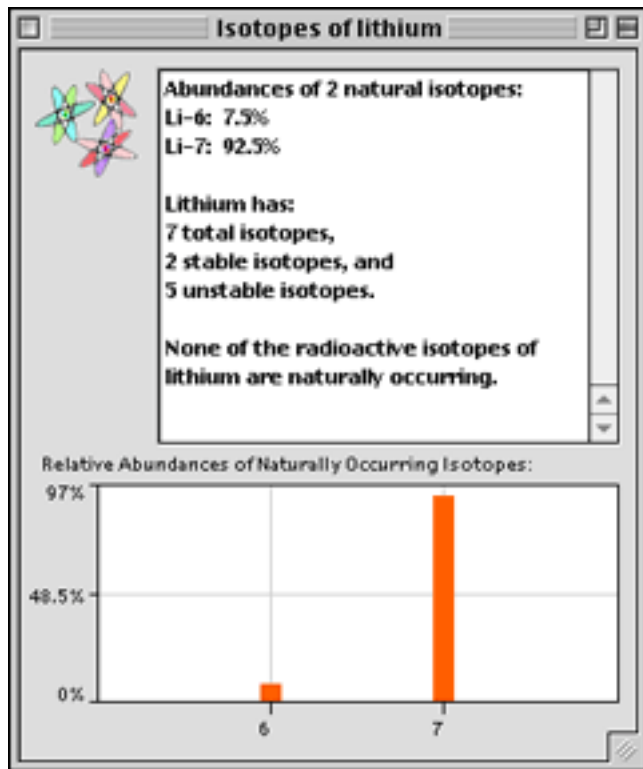 Isotopes of lithium
Abundances of 2 natural isotopes:
Li-6: 7.5%
Li-7: 92.5%
Lithium has:
7 total isotopes,
2 stable isotopes, and
5 unstable isotopes.
None of the radioactive isotopes of
lithium are naturally occurring.
Relative Abundances of Naturally Occurring Isotopes:
97%
48.5%
0%
6 7